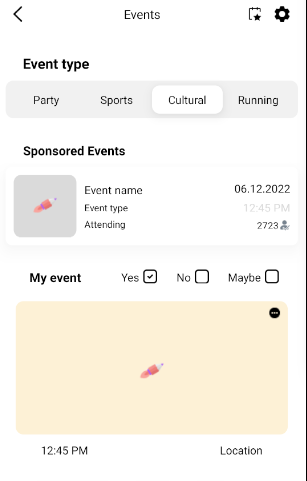 Events
Event type
Party Sports Cultural Running
Sponsored Events
Event name 06.12.2022
Event type 12:45 PM
Attending 2723
My event Yes No Maybe
12:45 PM Location